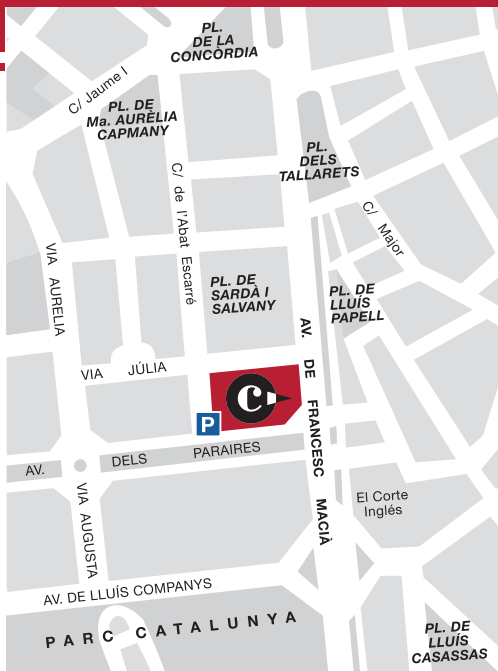 PL.
DE LA
CONCÒRDIA
C/ Jaume I
PL. DE
Ma. AURÈLIA
CAPMANY
PL.
DELS
TALLARETS
C/ de l'Abat Escarré
C/ Major
VIA AURELIA
PL. DE
SARDÀ I
SALVANY
PL. DE
LLUÍS
PAPELL
AV. DE FRANCESC MACIÀ
VIA JÚLIA
C
P
AV. DELS PARAIRES
VIA AUGUSTA
El Corte
Inglés
AV. DE LLUÍS COMPANYS
PARC CATALUNYA
PL. DE
LLUÍS
CASASSAS